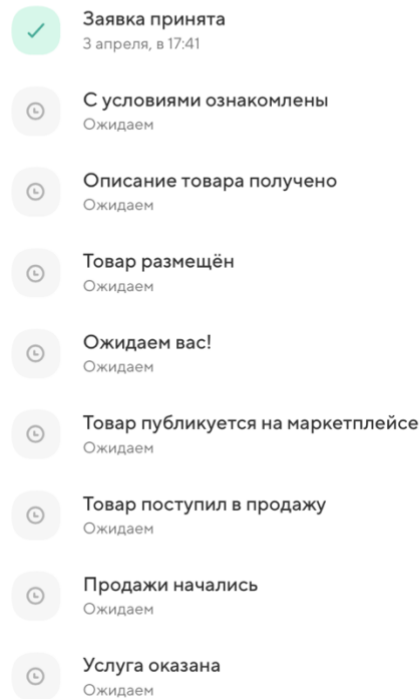 Заявка принята
3 апреля, в 17:41
С условиями ознакомлены
Ожидаем
Описание товара получено
Ожидаем
Товар размещён
Ожидаем
Ожидаем вас!
Ожидаем
Товар публикуется на маркетплейсе
Ожидаем
Товар поступил в продажу
Ожидаем
Продажи начались
Ожидаем
Услуга оказана
Ожидаем